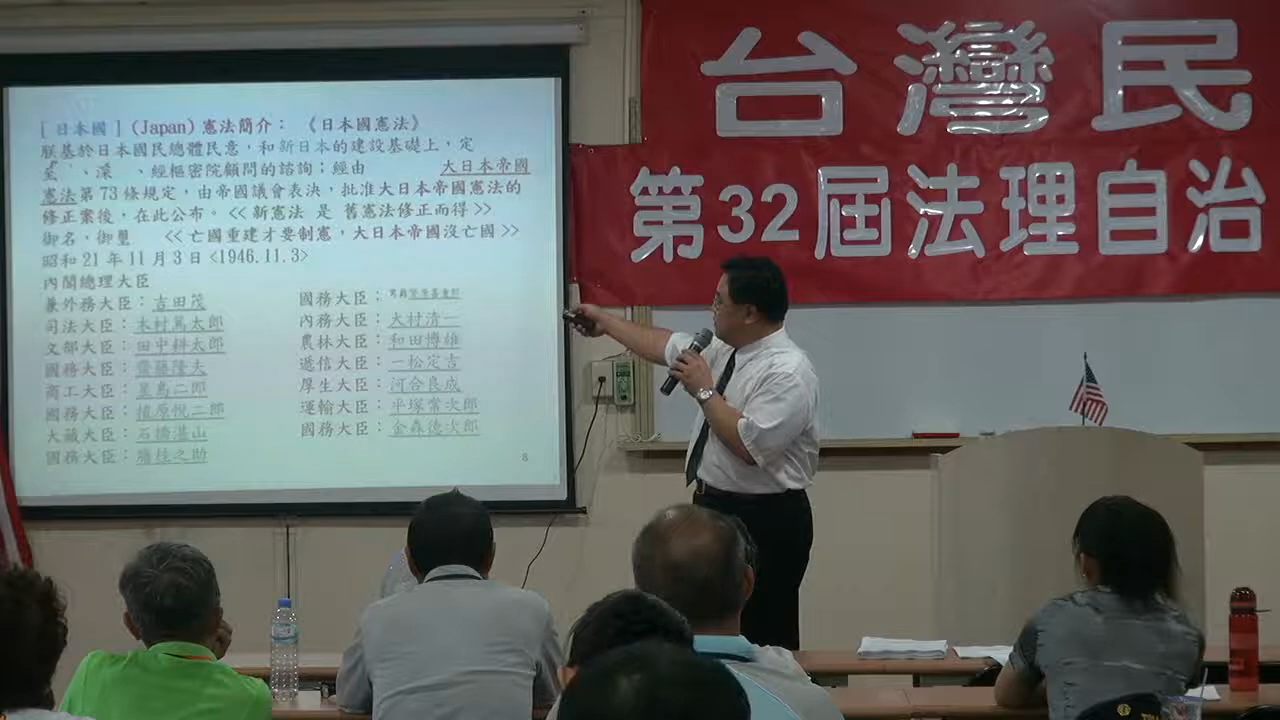 台灣民
第32屆法理自治
[ 日本國 ] (Japan) 憲法簡介： 《日本國憲法》
朕基於日本國民總體民意，和新日本的建設基礎上，定
至 、深 、經樞密院顧問的諮詢；經由 大日本帝國
憲法第 73 條規定，由帝國議會表決，批准大日本帝國憲法的
修正案後，在此公布。<< 新憲法 是 舊憲法修正而得 >>
御名，御璽 << 亡國重建才要制憲，大日本帝國沒亡國 >>
昭和 21 年 11 月 3 日 <1946.11.3>
內閣總理大臣
兼外務大臣：吉田茂
國務大臣：男爵幣原喜重郎
司法大臣：木村篤太郎
內務大臣：大村清一
文部大臣：田中耕太郎
農林大臣：和田博雄
國務大臣：齋藤隆夫
遞信大臣：一松定吉
商工大臣：星島二郎
厚生大臣：河合良成
國務大臣：植原悅二郎
運輸大臣：平塚常次郎
大藏大臣：石橋湛山
國務大臣：金森德次郎
國務大臣：膳桂之助
8